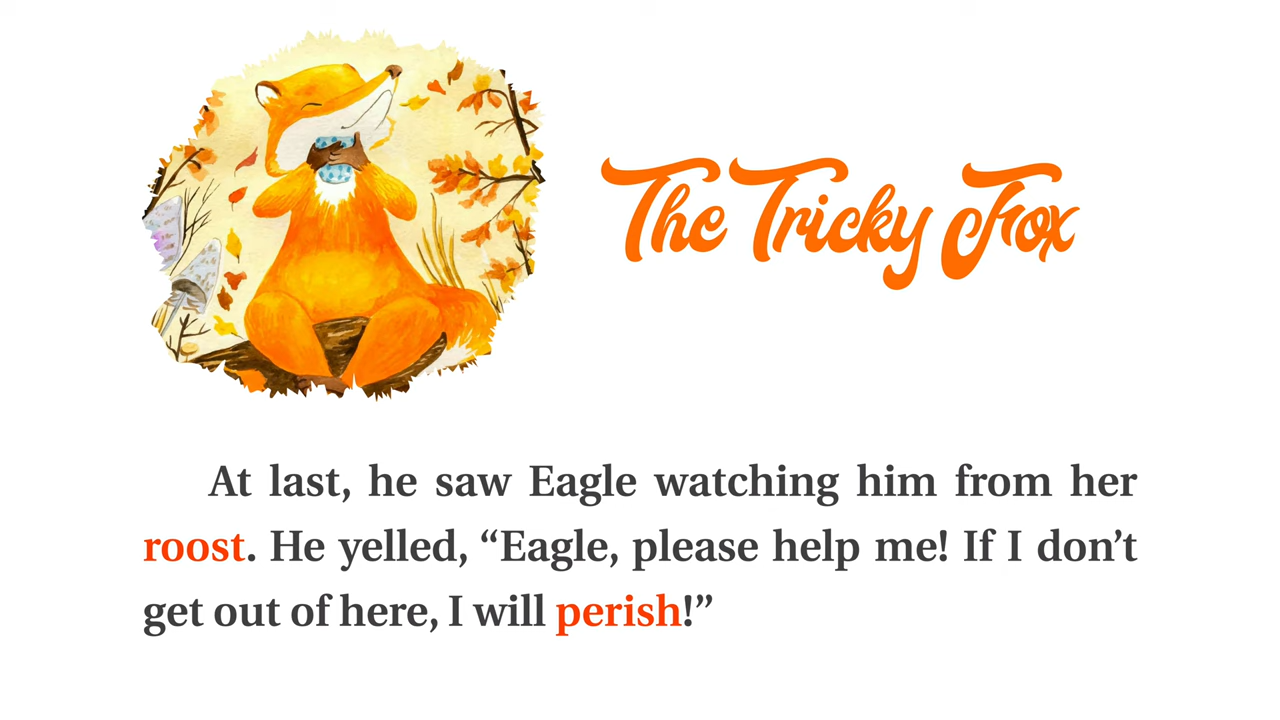 The Tricky Fox
At last, he saw Eagle watching him from her
roost. He yelled, “Eagle, please help me! If I don’t
get out of here, I will perish!”